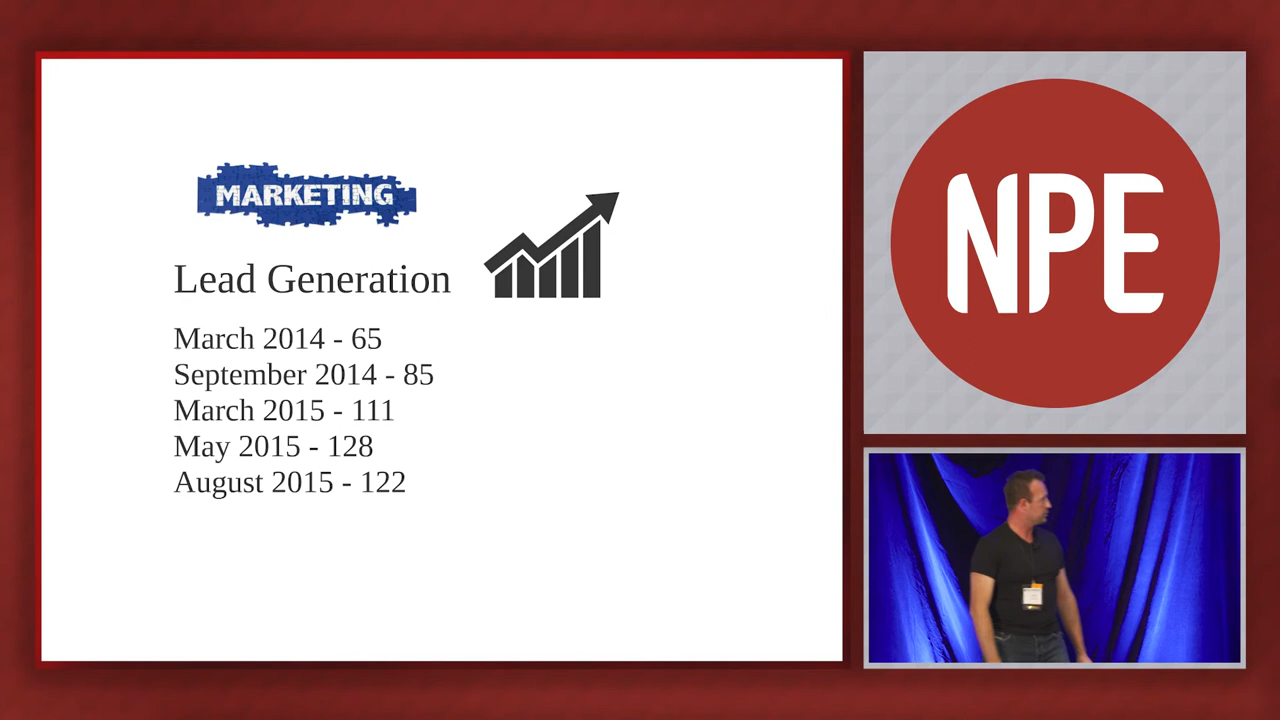 MARKETING
Lead Generation
March 2014 - 65
September 2014 - 85
March 2015 - 111
May 2015 - 128
August 2015 - 122
NPE